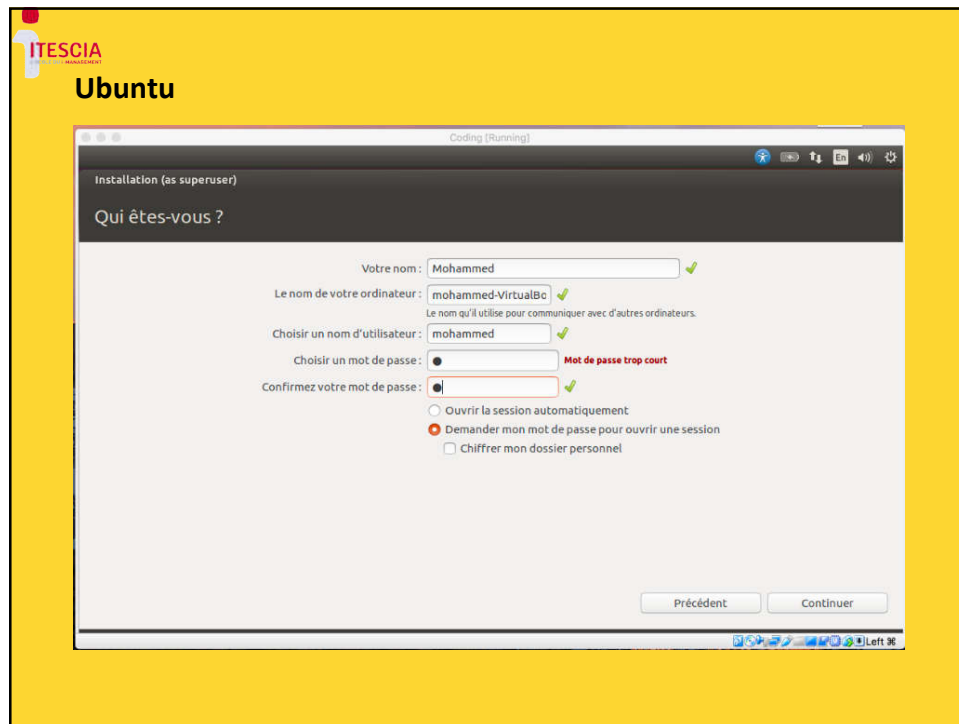 ITESCIA
Ubuntu
Coding [Running]
En
Installation (as superuser)
Qui êtes-vous ?
Votre nom : Mohammed
Le nom de votre ordinateur : mohammed-VirtualBo
Le nom qu'il utilise pour communiquer avec d'autres ordinateurs.
Choisir un nom d'utilisateur : mohammed
Choisir un mot de passe : ● Mot de passe trop court
Confirmez votre mot de passe : ●
Ouvrir la session automatiquement
Demander mon mot de passe pour ouvrir une session
Chiffrer mon dossier personnel
Précédent Continuer
Left ⌘